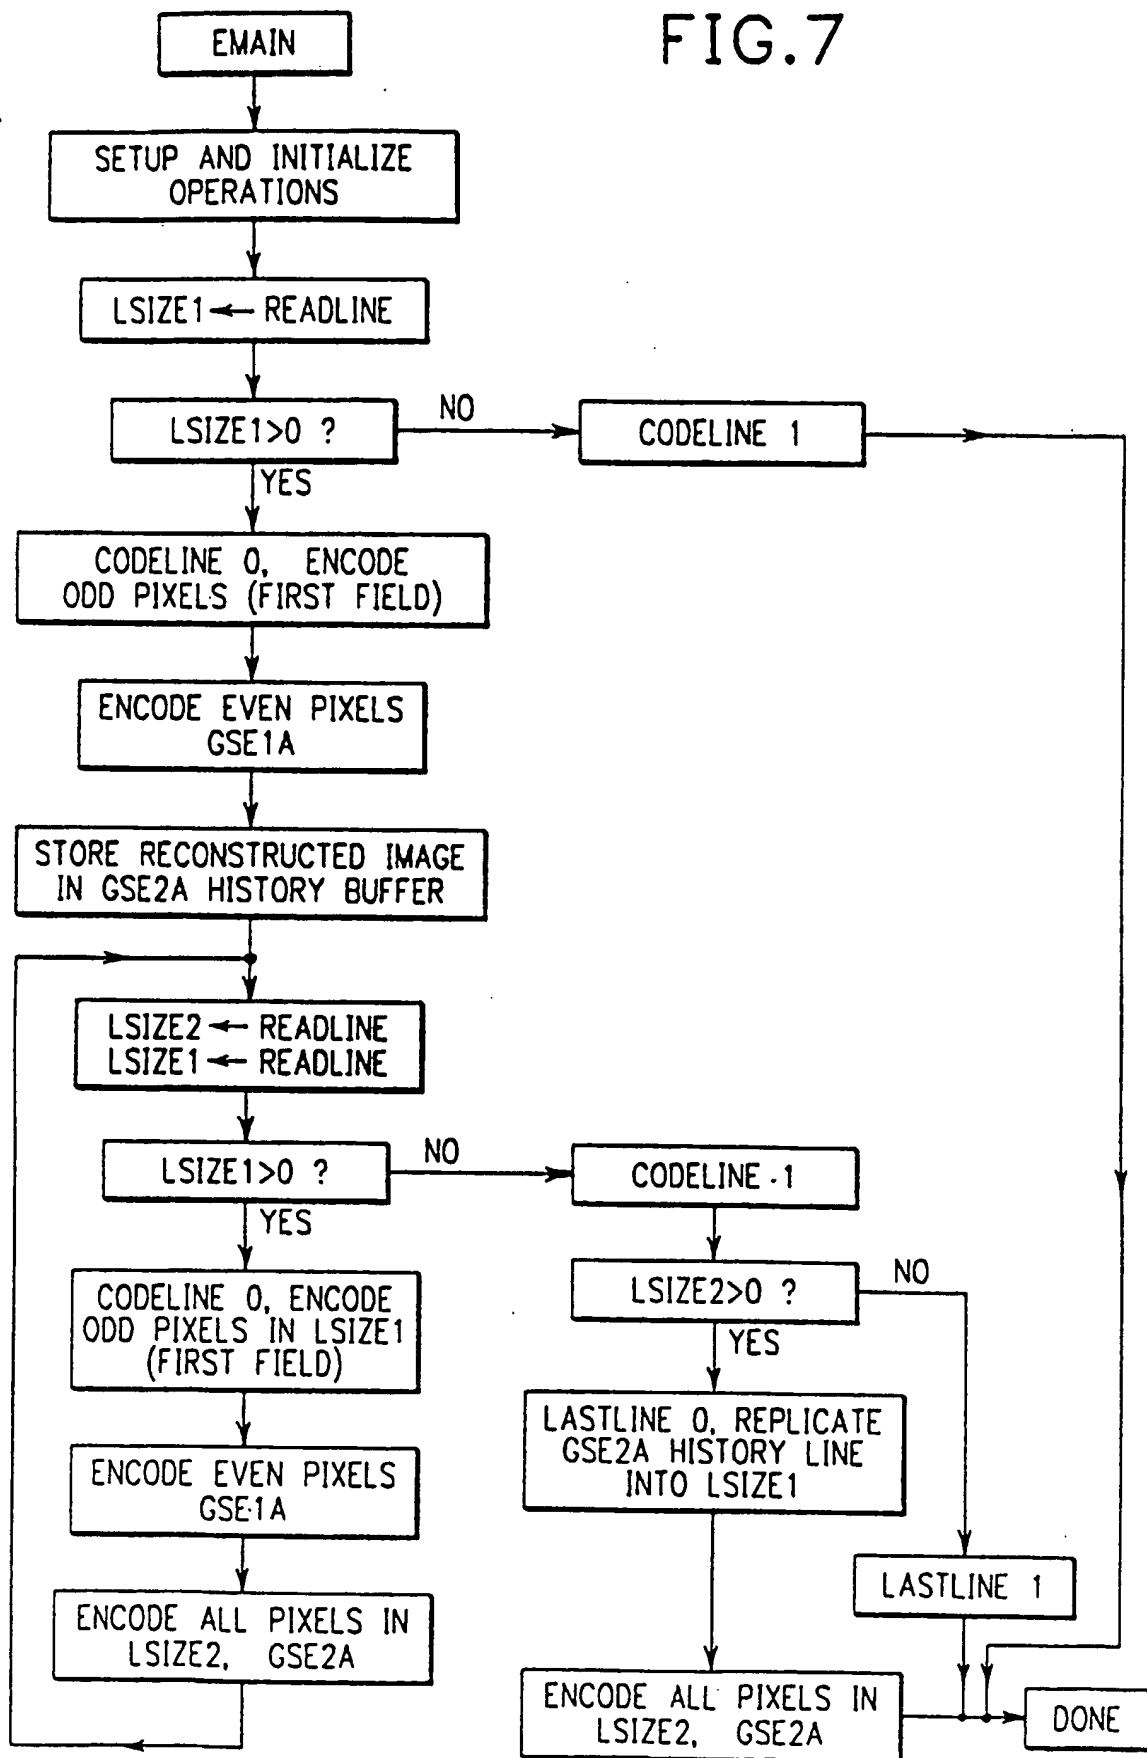 FIG.7
EMAIN
SETUP AND INITIALIZE
OPERATIONS
LSIZE1 ← READLINE
LSIZE1>0 ?
NO
CODELINE 1
YES
CODELINE 0, ENCODE
ODD PIXELS (FIRST FIELD)
ENCODE EVEN PIXELS
GSE1A
STORE RECONSTRUCTED IMAGE
IN GSE2A HISTORY BUFFER
LSIZE2 ← READLINE
LSIZE1 ← READLINE
LSIZE1>0 ?
NO
CODELINE 1
YES
LSIZE2>0 ?
NO
YES
CODELINE 0, ENCODE
ODD PIXELS IN LSIZE1
(FIRST FIELD)
LASTLINE 0, REPLICATE
GSE2A HISTORY LINE
INTO LSIZE1
ENCODE EVEN PIXELS
GSE1A
LASTLINE 1
ENCODE ALL PIXELS IN
LSIZE2, GSE2A
ENCODE ALL PIXELS IN
LSIZE2, GSE2A
DONE